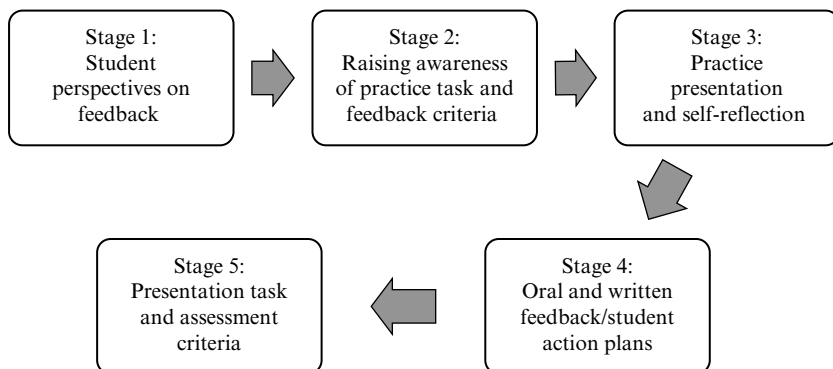 Stage 1:
Student
perspectives on
feedback
Stage 2:
Raising awareness
of practice task and
feedback criteria
Stage 3:
Practice
presentation
and self-reflection
Stage 4:
Oral and written
feedback/student
action plans
Stage 5:
Presentation task
and assessment
criteria